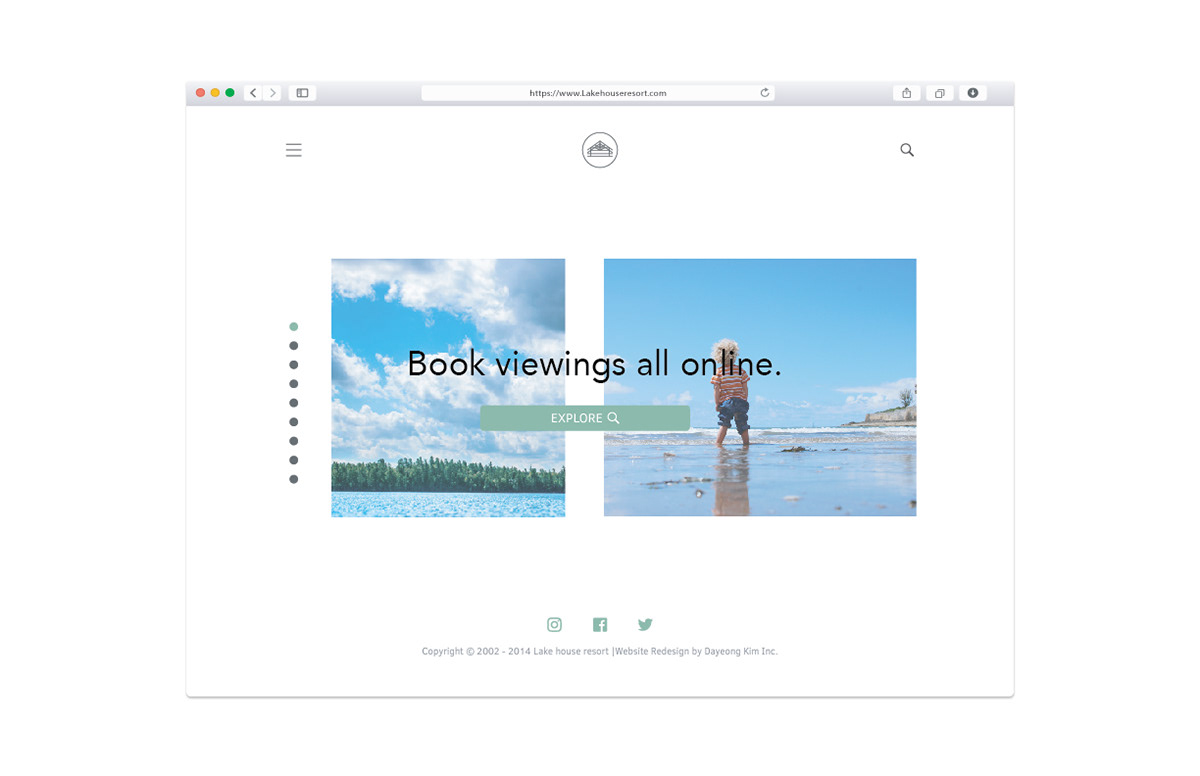 https://www.Lakehouseresort.com
Book viewings all online.
EXPLORE
Copyright © 2002 - 2014 Lake house resort |Website Redesign by Dayeong Kim Inc.